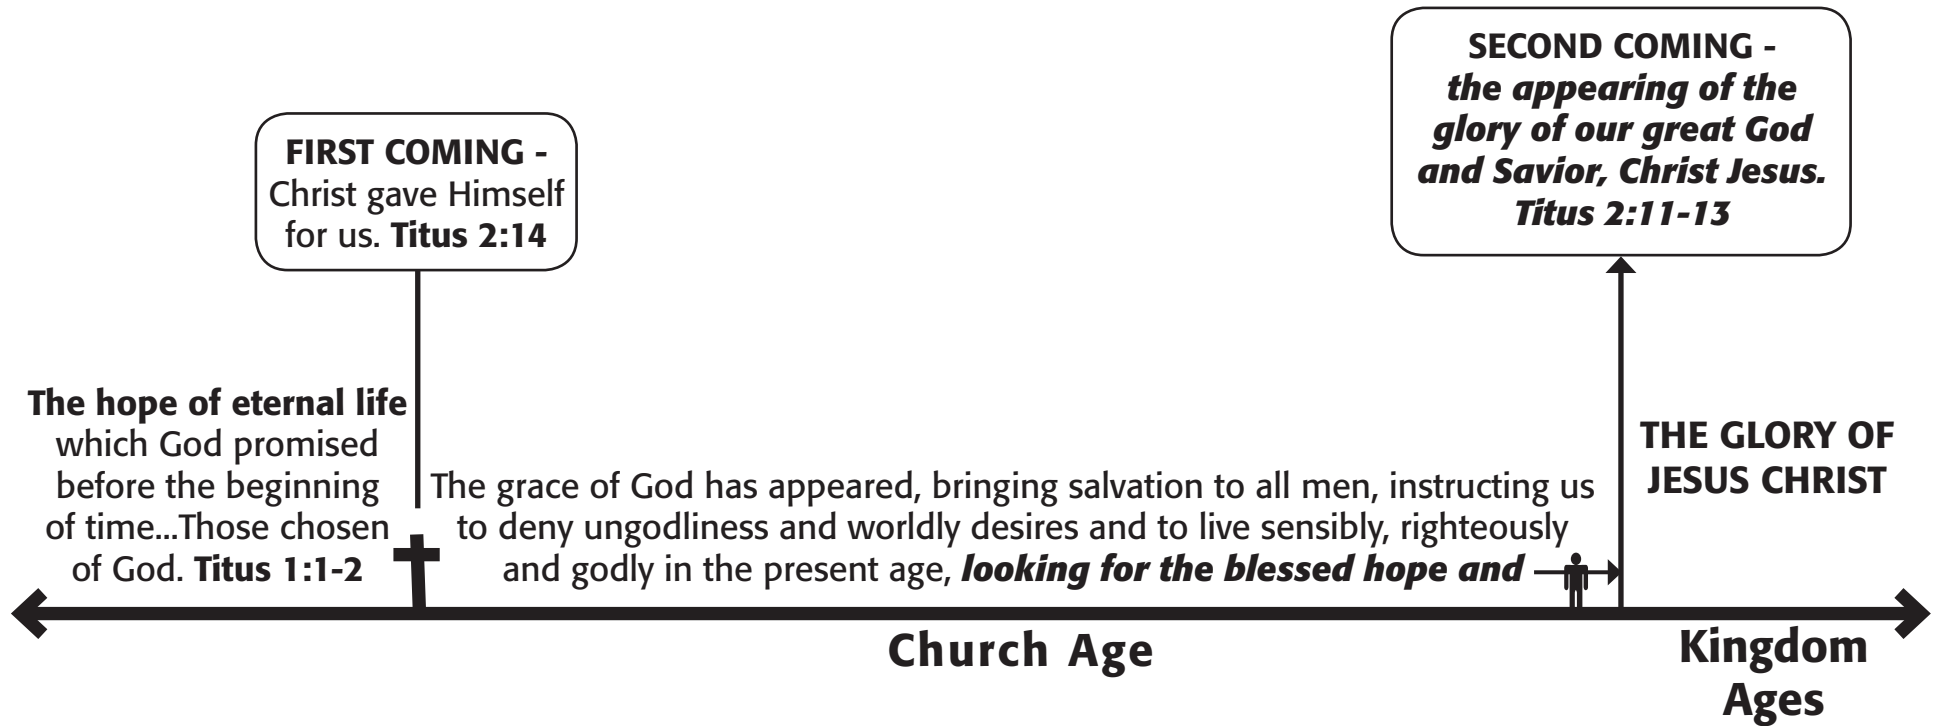 FIRST COMING -
Christ gave Himself
for us. Titus 2:14
SECOND COMING -
the appearing of the
glory of our great God
and Savior, Christ Jesus.
Titus 2:11-13
The hope of eternal life
which God promised
before the beginning
of time...Those chosen
of God. Titus 1:1-2
The grace of God has appeared, bringing salvation to all men, instructing us
to deny ungodliness and worldly desires and to live sensibly, righteously
and godly in the present age, looking for the blessed hope and
THE GLORY OF
JESUS CHRIST
Church Age
Kingdom
Ages